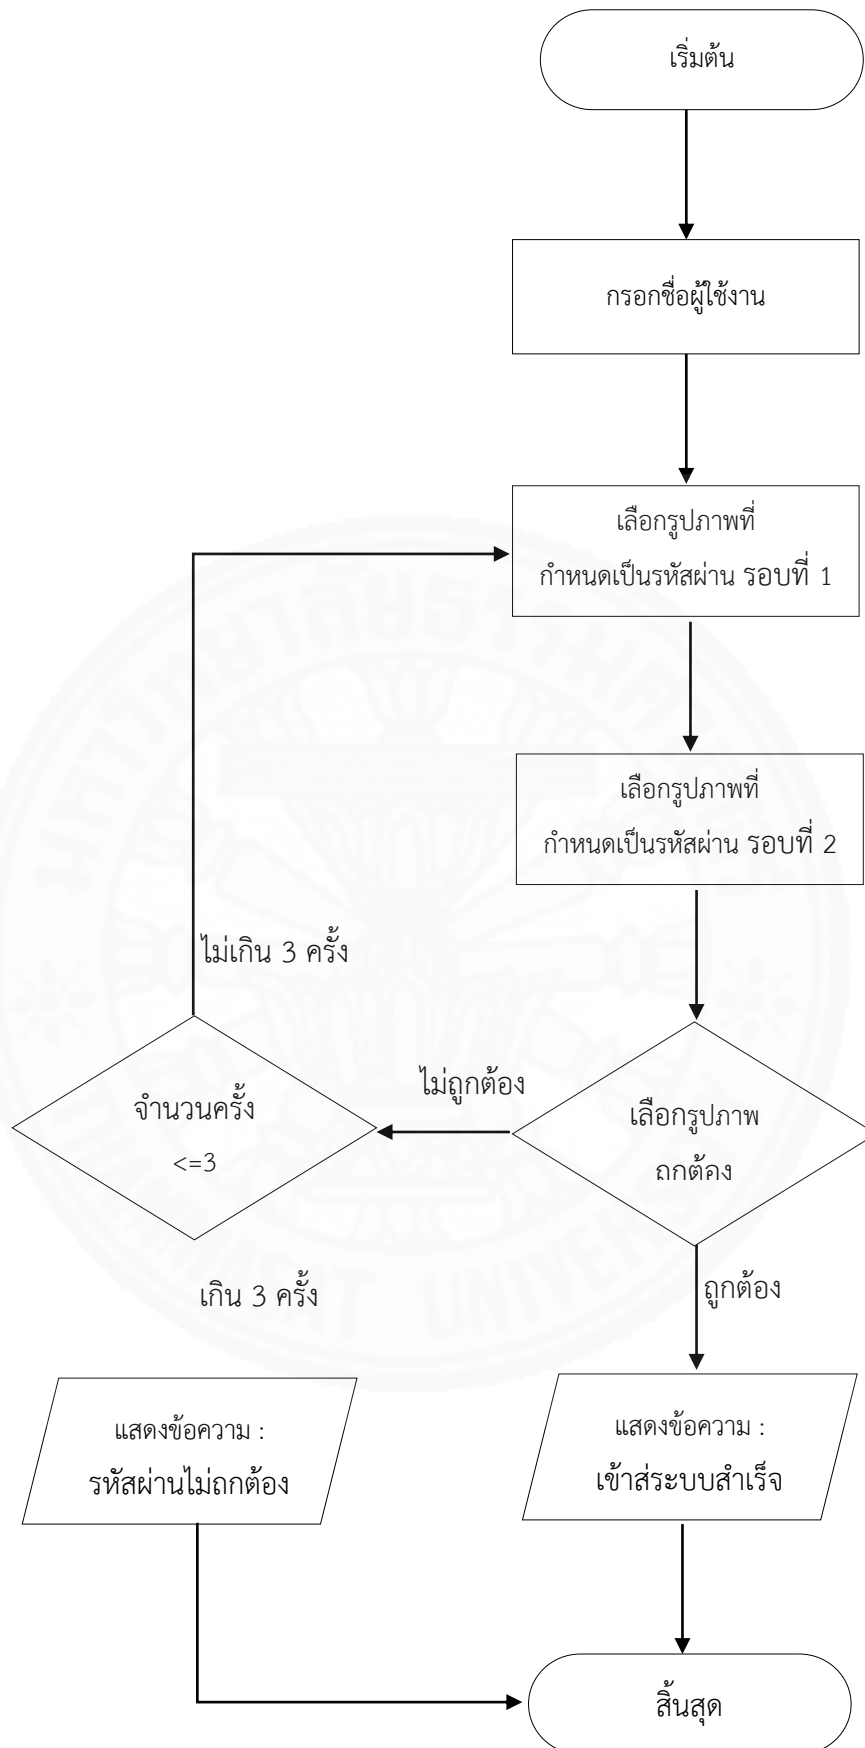 เริ่มต้น
กรอกชื่อผู้ใช้งาน
เลือกรูปภาพที่
กำหนดเป็นรหัสผ่าน รอบที่ 1
เลือกรูปภาพที่
กำหนดเป็นรหัสผ่าน รอบที่ 2
ไม่เกิน 3 ครั้ง
ไม่ถูกต้อง
จำนวนครั้ง
<=3
เลือกรูปภาพ
ถกต้อง
เกิน 3 ครั้ง
ถูกต้อง
แสดงข้อความ :
รหัสผ่านไม่ถกต้อง
แสดงข้อความ :
เข้าส่ระบบสำเร็จ
สิ้นสุด